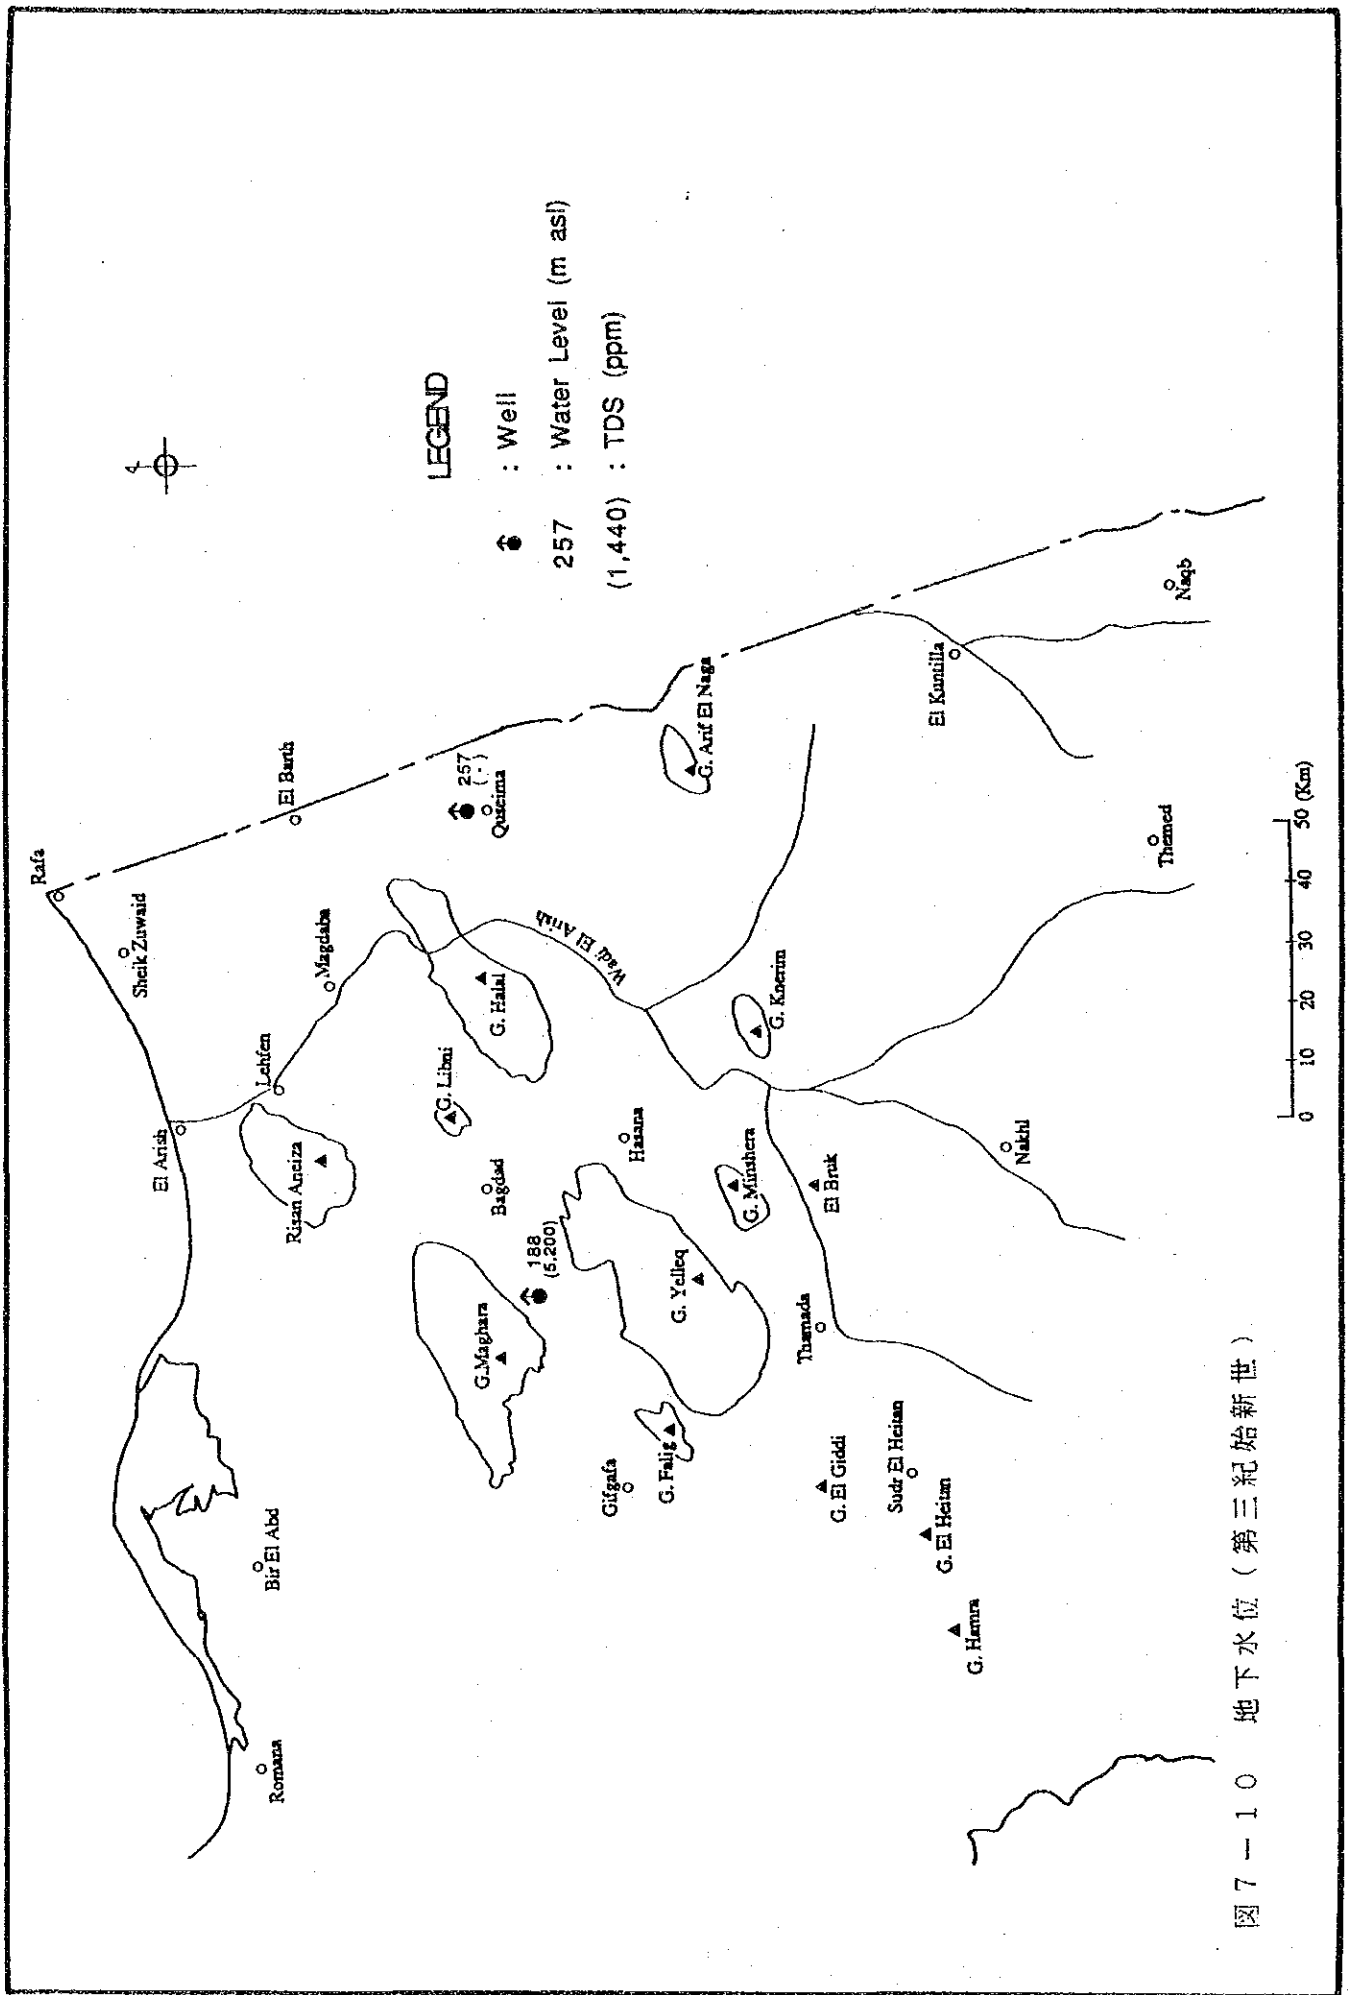 Rafa
Sheik Zuwaid
El Arish
El Barth
Lehfen
Magdaba
Risan Aneiza
Romana
Bir El Abd
G. Libni
G. Halal
257
(-)
Quseima
G.Maghara
Bagdad
188
(5,200)
Wadi El Arish
Hasana
Gifgafa
G. Falig
G. Yelleq
G. Arif El Naga
G. Minshera
G. Kherim
Thamada
El Bruk
G. El Giddi
Sudr El Heitan
G. El Heitan
G. Hamra
El Kuntilla
Nakhl
Themed
Naqb
LEGEND
: Well
257 : Water Level (m asl)
(1,440) : TDS (ppm)
0 10 20 30 40 50 (Km)
図7-10 地下水位(第三紀始新世)